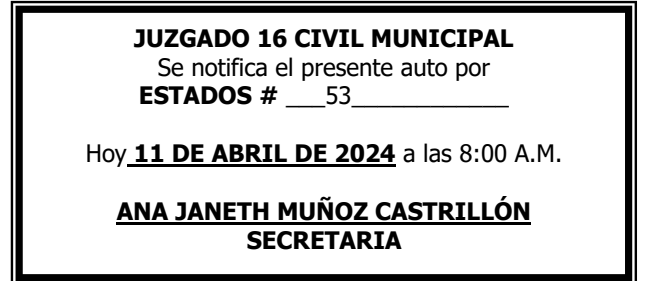 JUZGADO 16 CIVIL MUNICIPAL
Se notifica el presente auto por
ESTADOS # ___53____________
Hoy 11 DE ABRIL DE 2024 a las 8:00 A.M.
ANA JANETH MUÑOZ CASTRILLÓN
SECRETARIA